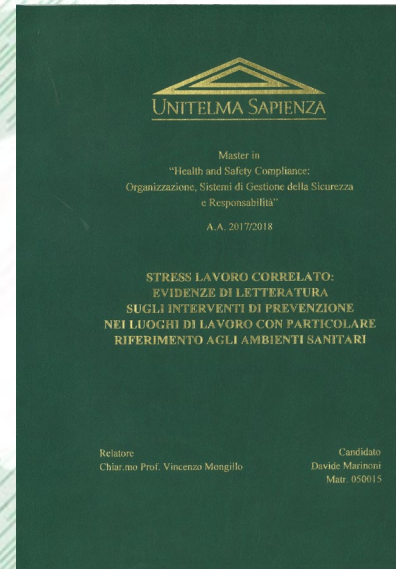 UNITELMA SAPIENZA
Master in
"Health and Safety Compliance:
Organizzazione, Sistemi di Gestione della Sicurezza
e Responsabilità"
A.A. 2017/2018
STRESS LAVORO CORRELATO:
EVIDENZE DI LETTERATURA
SUGLI INTERVENTI DI PREVENZIONE
NEI LUOGHI DI LAVORO CON PARTICOLARE
RIFERIMENTO AGLI AMBIENTI SANITARI
Relatore
Chiar.mo Prof. Vincenzo Mongillo
Candidato
Davide Marinoni
Matr. 050015